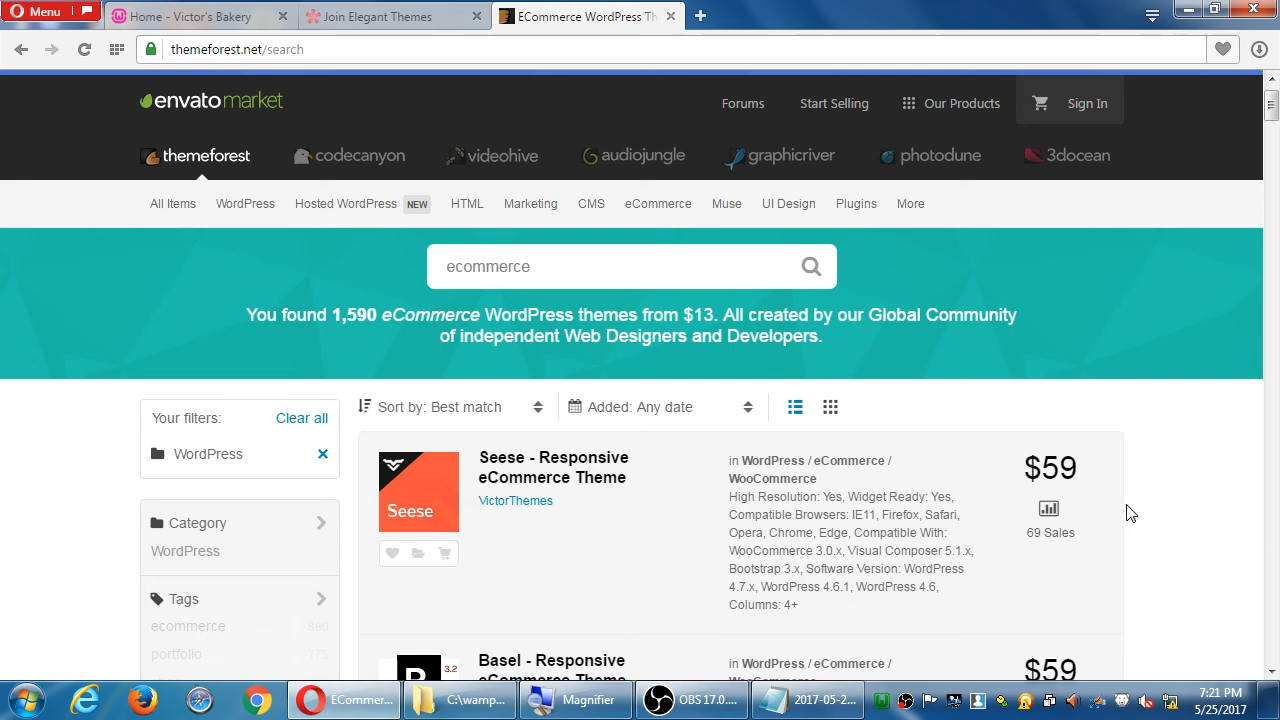 Menu
Home - Victor's Bakery
Join Elegant Themes
ECommerce WordPress Th
themeforest.net/search
envato market
Forums
Start Selling
Our Products
Sign In
themeforest
codecanyon
videohive
audiojungle
graphicriver
photodune
3docean
All Items
WordPress
Hosted WordPress NEW
HTML
Marketing
CMS
eCommerce
Muse
UI Design
Plugins
More
ecommerce
You found 1,590 eCommerce WordPress themes from $13. All created by our Global Community
of independent Web Designers and Developers.
Your filters:
Clear all
WordPress
Category
WordPress
Tags
ecommerce 880
portfolio 775
Sort by: Best match
Added: Any date
Seese
Seese - Responsive
eCommerce Theme
VictorThemes
in WordPress / eCommerce /
WooCommerce
High Resolution: Yes, Widget Ready: Yes,
Compatible Browsers: IE11, Firefox, Safari,
Opera, Chrome, Edge, Compatible With:
WooCommerce 3.0.x, Visual Composer 5.1.x,
Bootstrap 3.x, Software Version: WordPress
4.7.x, WordPress 4.6.1, WordPress 4.6,
Columns: 4+
$59
69 Sales
B 3.2
Basel - Responsive
eCommerce Theme
in WordPress / eCommerce /
$59
ECommer...
C:\wamp...
Magnifier
OBS 17.0....
2017-05-2...
7:21 PM
5/25/2017